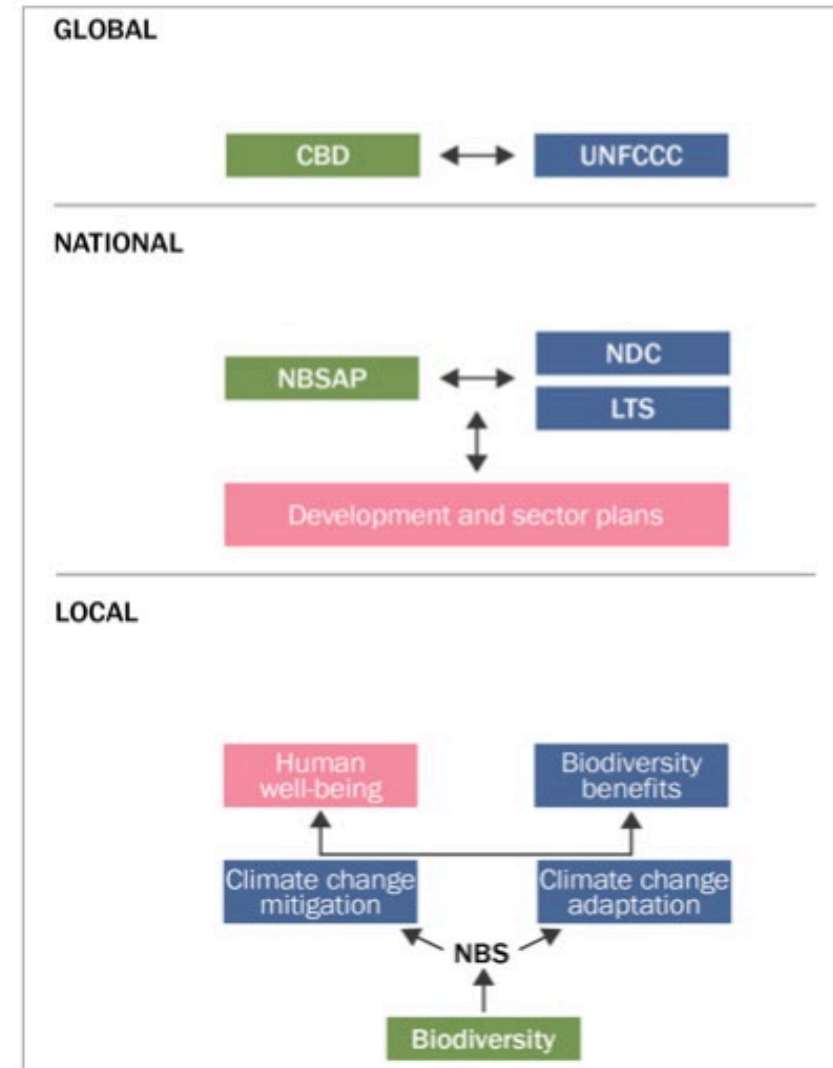 GLOBAL
CBD
UNFCCC
NATIONAL
NBSAP
NDC
LTS
Development and sector plans
LOCAL
Human
well-being
Biodiversity
benefits
Climate change
mitigation
Climate change
adaptation
NBS
Biodiversity